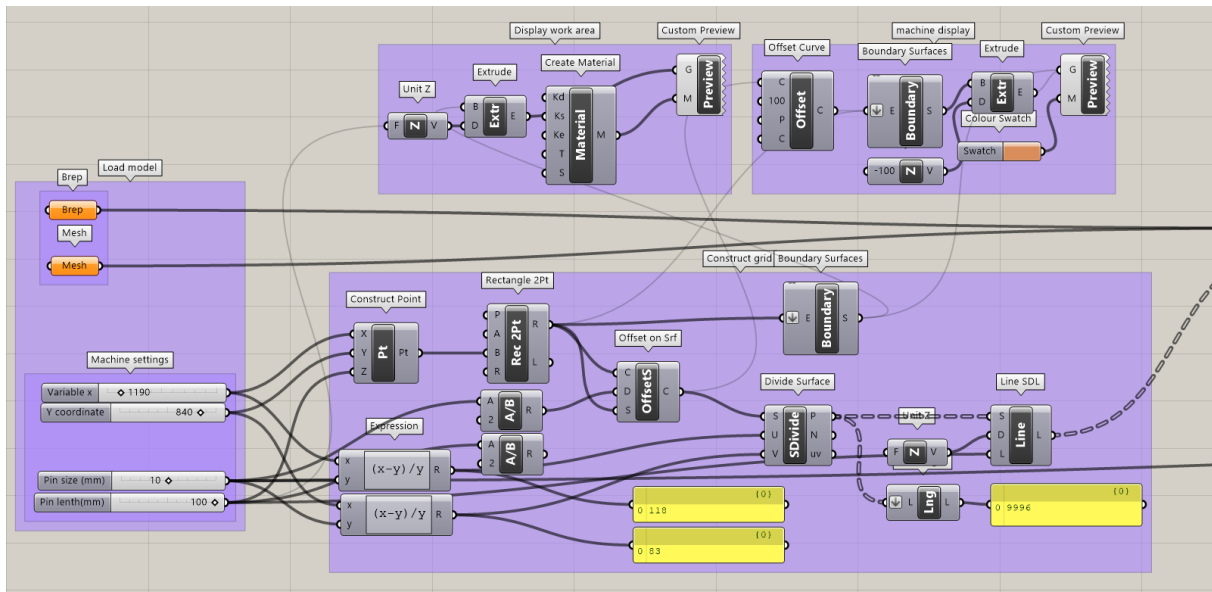 Display work area
Custom Preview
Create Material
Extrude
Unit Z
F Z V
B
D
Extr
E
Kd
Ks
Ke
T
S
Material
M
G
M
Preview
machine display
Custom Preview
Offset Curve
Boundary Surfaces
Extrude
C
100
P
C
Offset
C
E
Boundary
S
B
D
Extr
E
G
M
Preview
Colour Swatch
Swatch
-100 Z V
Load model
Brep
Brep
Mesh
Mesh
Machine settings
Variable x 1190
Y coordinate 840
Pin size (mm) 10
Pin lenth(mm) 100
Construct grid
Boundary Surfaces
E
Boundary
S
Construct Point
X
Y
Z
Pt
Pt
Rectangle 2Pt
P
A
B
R
Rec 2Pt
R
L
Offset on Srf
C
D
S
OffsetS
C
A
2
A/B
R
A
2
A/B
R
Expression
x
y
(x-y)/y
R
x
y
(x-y)/y
R
{0}
0 118
{0}
0 83
Divide Surface
S
U
V
SDivide
P
N
uv
Unit Z
F Z V
L Lng L
Line SDL
S
D
L
Line
L
{0}
0 9996